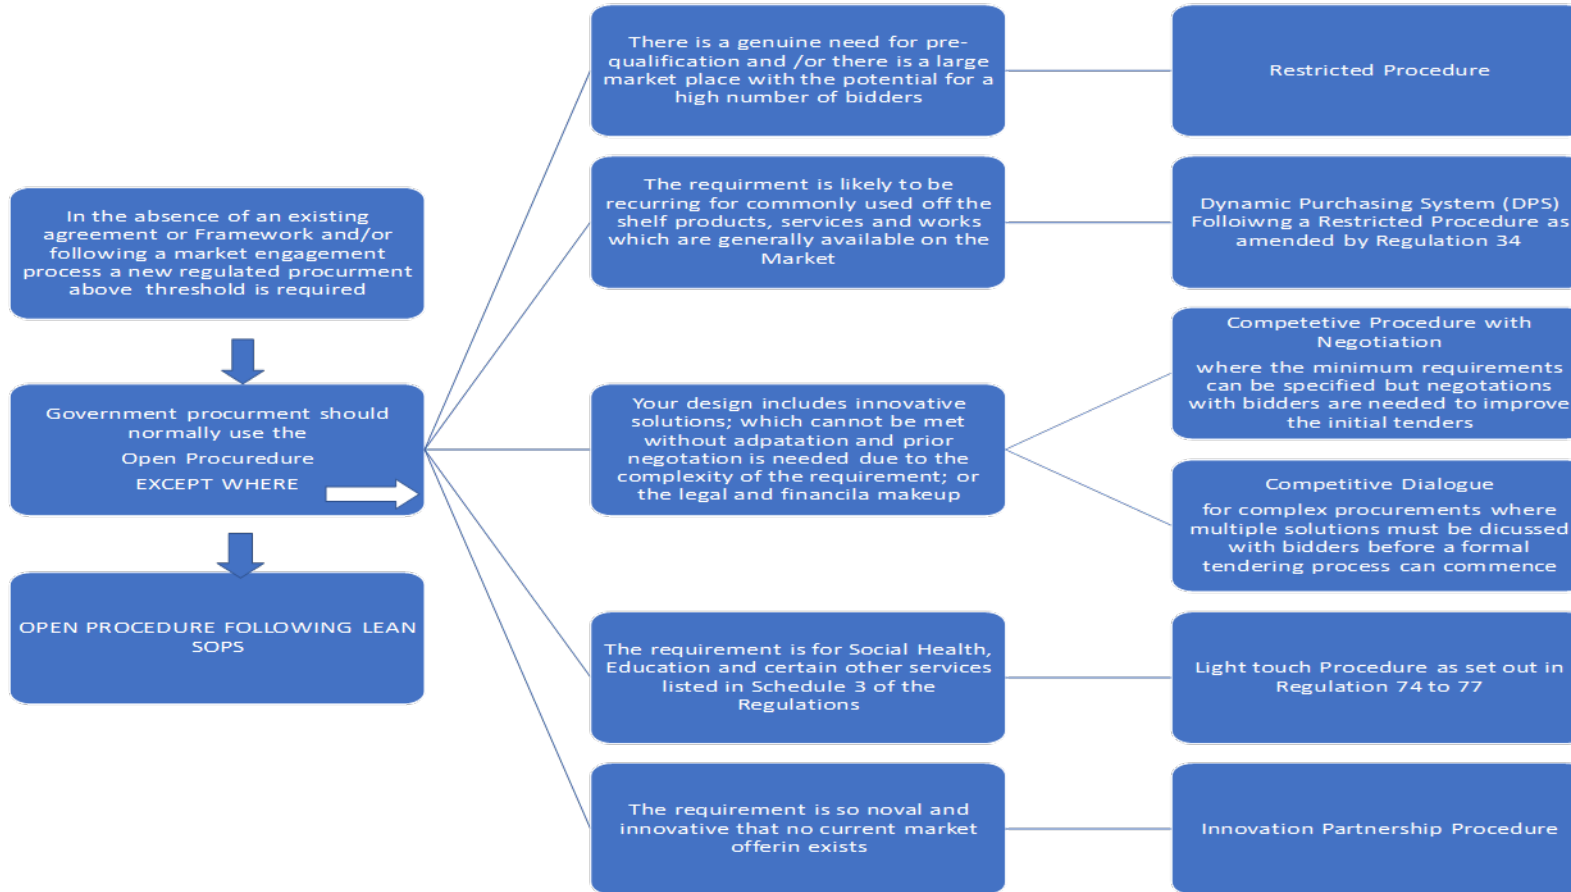 In the absence of an existing
agreement or Framework and/or
following a market engagement
process a new regulated procurment
above threshold is required
Government procurment should
normally use the
Open Procuredure
EXCEPT WHERE
OPEN PROCEDURE FOLLOWING LEAN
SOPS
There is a genuine need for pre-
qualification and /or there is a large
market place with the potential for a
high number of bidders
Restricted Procedure
The requirment is likely to be
recurring for commonly used off the
shelf products, services and works
which are generally available on the
Market
Dynamic Purchasing System (DPS)
Folloiwng a Restricted Procedure as
amended by Regulation 34
Your design includes innovative
solutions; which cannot be met
without adpatation and prior
negotation is needed due to the
complexity of the requirement; or
the legal and financila makeup
Competetive Procedure with
Negotiation
where the minimum requirements
can be specified but negotations
with bidders are needed to improve
the initial tenders
Competitive Dialogue
for complex procurements where
multiple solutions must be dicussed
with bidders before a formal
tendering process can commence
The requirement is for Social Health,
Education and certain other services
listed in Schedule 3 of the
Regulations
Light touch Procedure as set out in
Regulation 74 to 77
The requirement is so noval and
innovative that no current market
offerin exists
Innovation Partnership Procedure